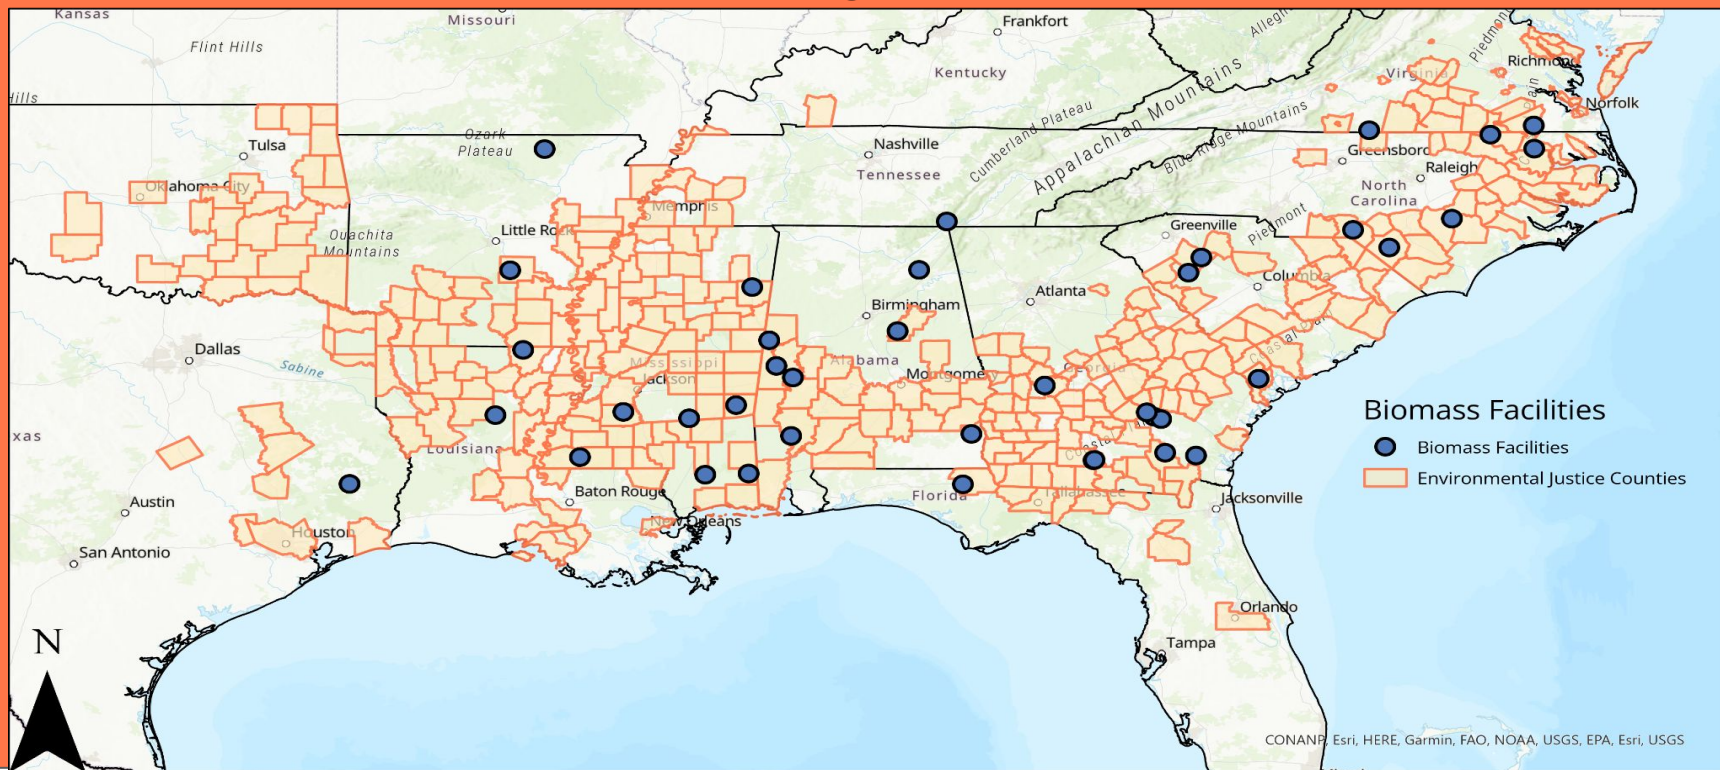 Kansas
Missouri
Frankfort
Flint Hills
Kentucky
Piedmont
Richmond
Virginia
Hills
Appalachian Mountains
Cumberland Plateau
Blue Ridge Mountains
Norfolk
Ozark
Plateau
Tulsa
Nashville
Tennessee
Greensboro
Raleigh
Oklahoma City
North
Carolina
Memphis
Little Rock
Ouachita
Mountains
Greenville
Piedmont
Columbia
Atlanta
Birmingham
Dallas
Sabine
Mississippi
Jackson
Alabama
Montgomery
Georgia
Coastal Plain
Biomass Facilities
Biomass Facilities
Environmental Justice Counties
xas
Louisiana
Austin
Baton Rouge
Florida
Tallahassee
Jacksonville
Houston
New Orleans
San Antonio
Orlando
Tampa
N
CONANP, Esri, HERE, Garmin, FAO, NOAA, USGS, EPA, Esri, USGS